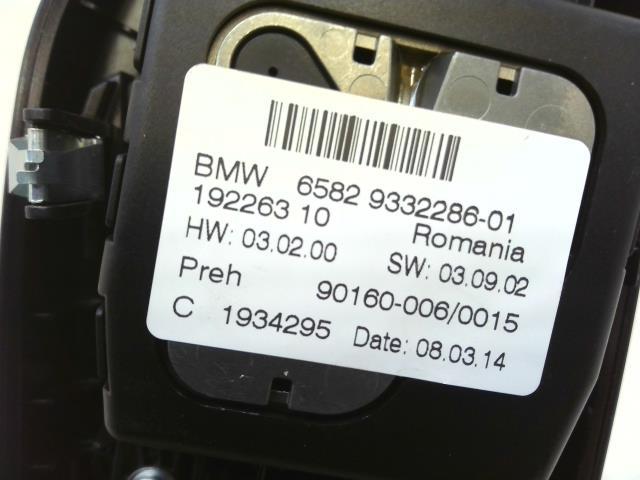 BMW 6582 9332286-01
192263 10 Romania
HW: 03.02.00 SW: 03.09.02
Preh 90160-006/0015
C 1934295 Date: 08.03.14